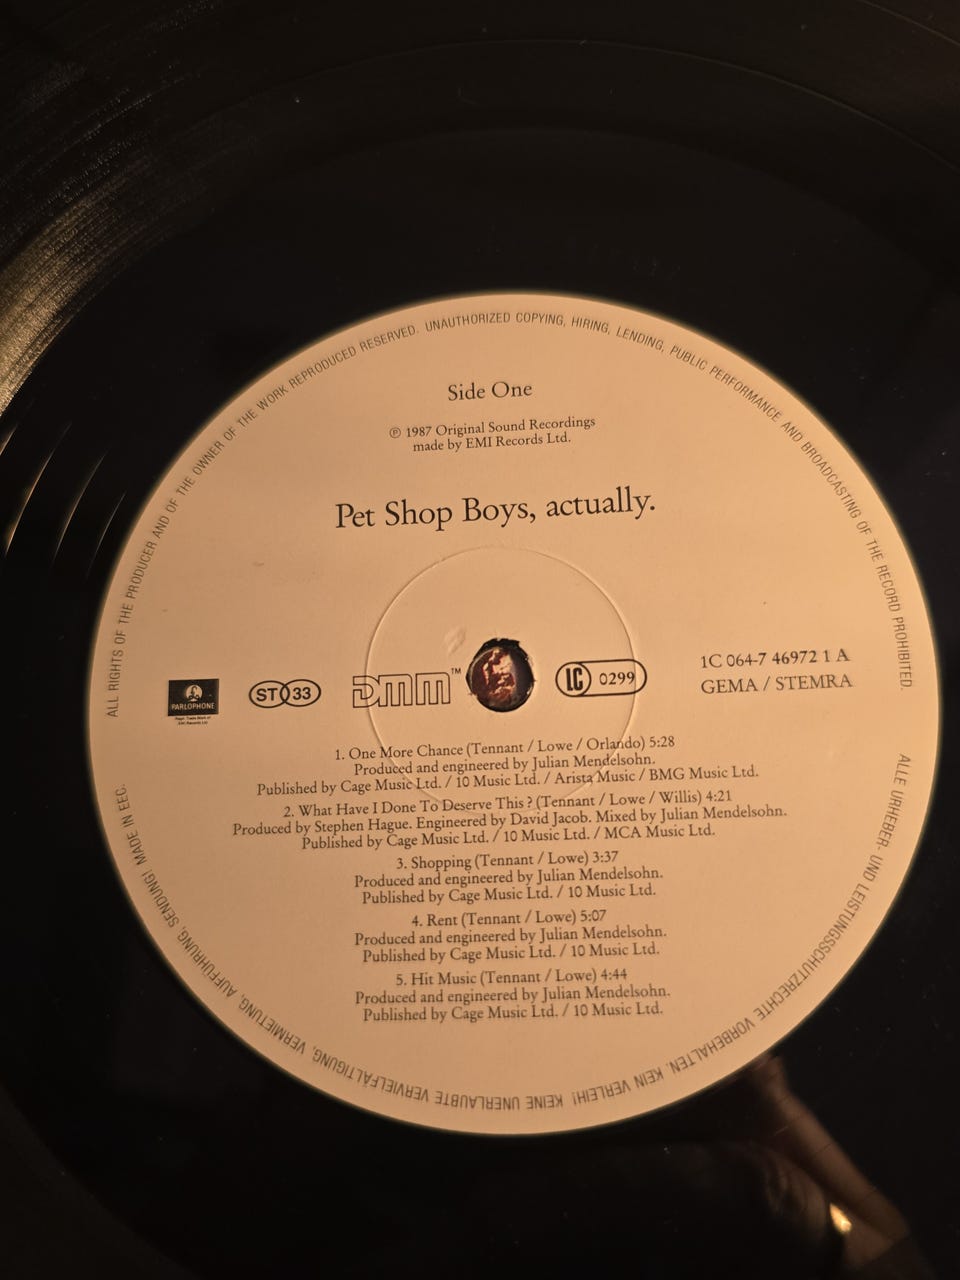 ALL RIGHTS OF THE PRODUCER AND OF THE OWNER OF THE WORK REPRODUCED RESERVED. UNAUTHORIZED COPYING, HIRING, LENDING, PUBLIC PERFORMANCE AND BROADCASTING OF THE RECORD PROHIBITED.
Side One
℗ 1987 Original Sound Recordings
made by EMI Records Ltd.
Pet Shop Boys, actually.
PARLOPHONE
Regd. Trade Mark of
EMI Records Ltd
ST 33
DMM™
LC 0299
1C 064-7 46972 1 A
GEMA / STEMRA
1. One More Chance (Tennant / Lowe / Orlando) 5:28
Produced and engineered by Julian Mendelsohn.
Published by Cage Music Ltd. / 10 Music Ltd. / Arista Music / BMG Music Ltd.
2. What Have I Done To Deserve This ? (Tennant / Lowe / Willis) 4:21
Produced by Stephen Hague. Engineered by David Jacob. Mixed by Julian Mendelsohn.
Published by Cage Music Ltd. / 10 Music Ltd. / MCA Music Ltd.
3. Shopping (Tennant / Lowe) 3:37
Produced and engineered by Julian Mendelsohn.
Published by Cage Music Ltd. / 10 Music Ltd.
4. Rent (Tennant / Lowe) 5:07
Produced and engineered by Julian Mendelsohn.
Published by Cage Music Ltd. / 10 Music Ltd.
5. Hit Music (Tennant / Lowe) 4:44
Produced and engineered by Julian Mendelsohn.
Published by Cage Music Ltd. / 10 Music Ltd.
ALLE URHEBER- UND LEISTUNGSSCHUTZRECHTE VORBEHALTEN. KEIN VERLEIH! KEINE UNERLAUBTE VERVIELFÄLTIGUNG, VERMIETUNG, AUFFÜHRUNG, SENDUNG! MADE IN EEC.